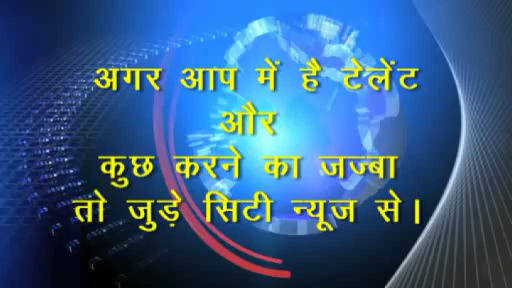 अगर आप में है टेलेंट
और
कुछ करने का जज्बा
तो जुड़े सिटी न्यूज से।